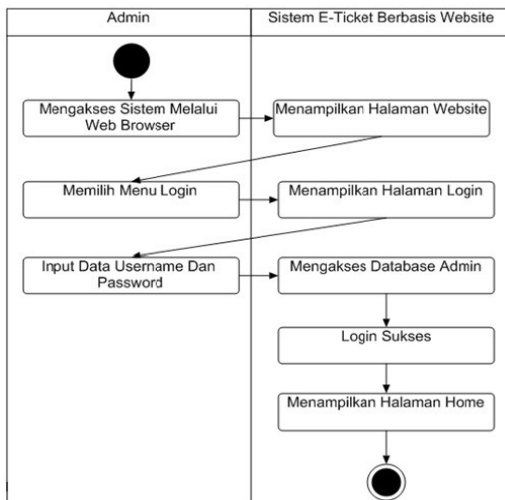 Admin
Sistem E-Ticket Berbasis Website
Mengakses Sistem Melalui
Web Browser
Menampilkan Halaman Website
Memilih Menu Login
Menampilkan Halaman Login
Input Data Username Dan
Password
Mengakses Database Admin
Login Sukses
Menampilkan Halaman Home